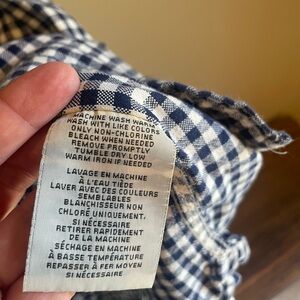 MACHINE WASH WARM
WASH WITH LIKE COLORS
ONLY NON-CHLORINE
BLEACH WHEN NEEDED
REMOVE PROMPTLY
TUMBLE DRY LOW
WARM IRON IF NEEDED
LAVAGE EN MACHINE
À L'EAU TIÈDE
LAVER AVEC DES COULEURS
SEMBLABLES
BLANCHISSEUR NON
CHLORÉ UNIQUEMENT,
SI NÉCESSAIRE
RETIRER RAPIDEMENT
DE LA MACHINE
SÉCHAGE EN MACHINE
À BASSE TEMPÉRATURE
REPASSER À FER MOYEN
SI NÉCESSAIRE